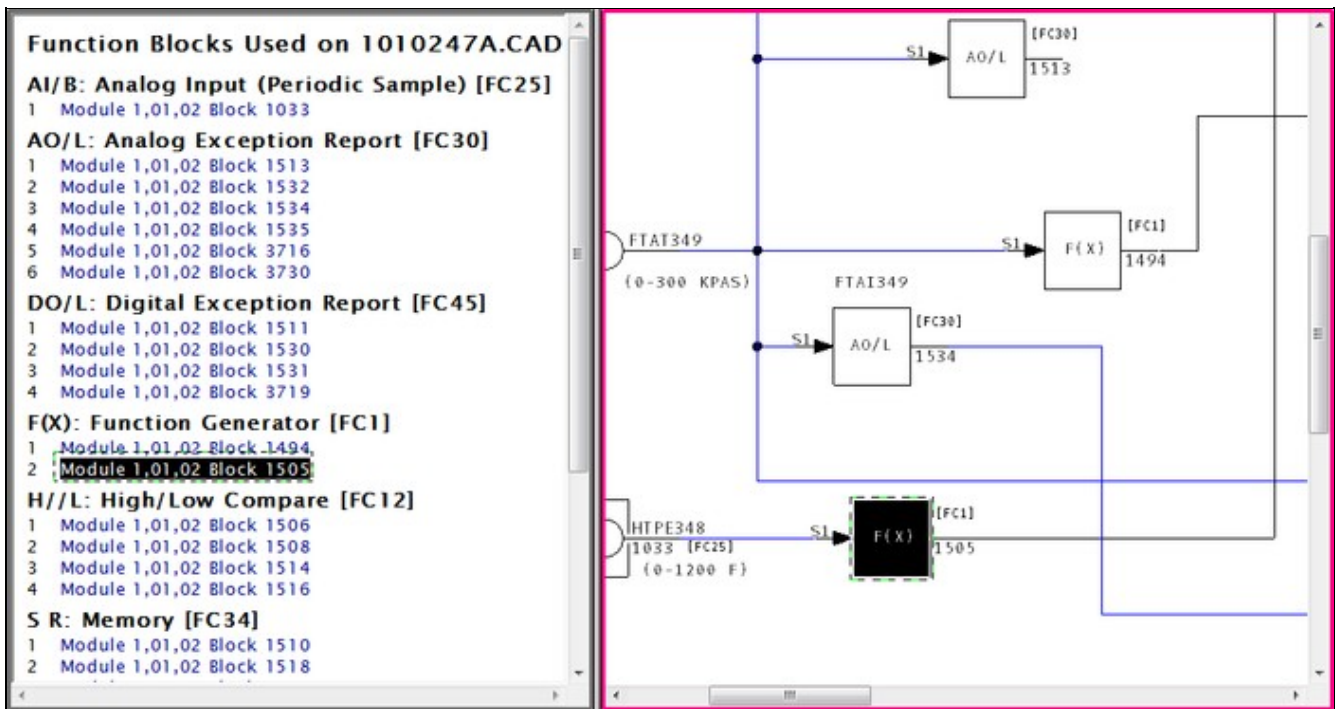 Function Blocks Used on 1010247A.CAD
AI/B: Analog Input (Periodic Sample) [FC25]
1 Module 1,01,02 Block 1033
AO/L: Analog Exception Report [FC30]
1 Module 1,01,02 Block 1513
2 Module 1,01,02 Block 1532
3 Module 1,01,02 Block 1534
4 Module 1,01,02 Block 1535
5 Module 1,01,02 Block 3716
6 Module 1,01,02 Block 3730
DO/L: Digital Exception Report [FC45]
1 Module 1,01,02 Block 1511
2 Module 1,01,02 Block 1530
3 Module 1,01,02 Block 1531
4 Module 1,01,02 Block 3719
F(X): Function Generator [FC1]
1 Module 1,01,02 Block 1494
2 Module 1,01,02 Block 1505
H//L: High/Low Compare [FC12]
1 Module 1,01,02 Block 1506
2 Module 1,01,02 Block 1508
3 Module 1,01,02 Block 1514
4 Module 1,01,02 Block 1516
S R: Memory [FC34]
1 Module 1,01,02 Block 1510
2 Module 1,01,02 Block 1518
[FC30]
S1 AO/L
1513
FTAT349
(0-300 KPAS)
[FC1]
S1 F(X)
1494
FTAI349
[FC30]
S1 AO/L
1534
HTPE348
1033 [FC25]
(0-1200 F)
[FC1]
S1 F(X)
1505